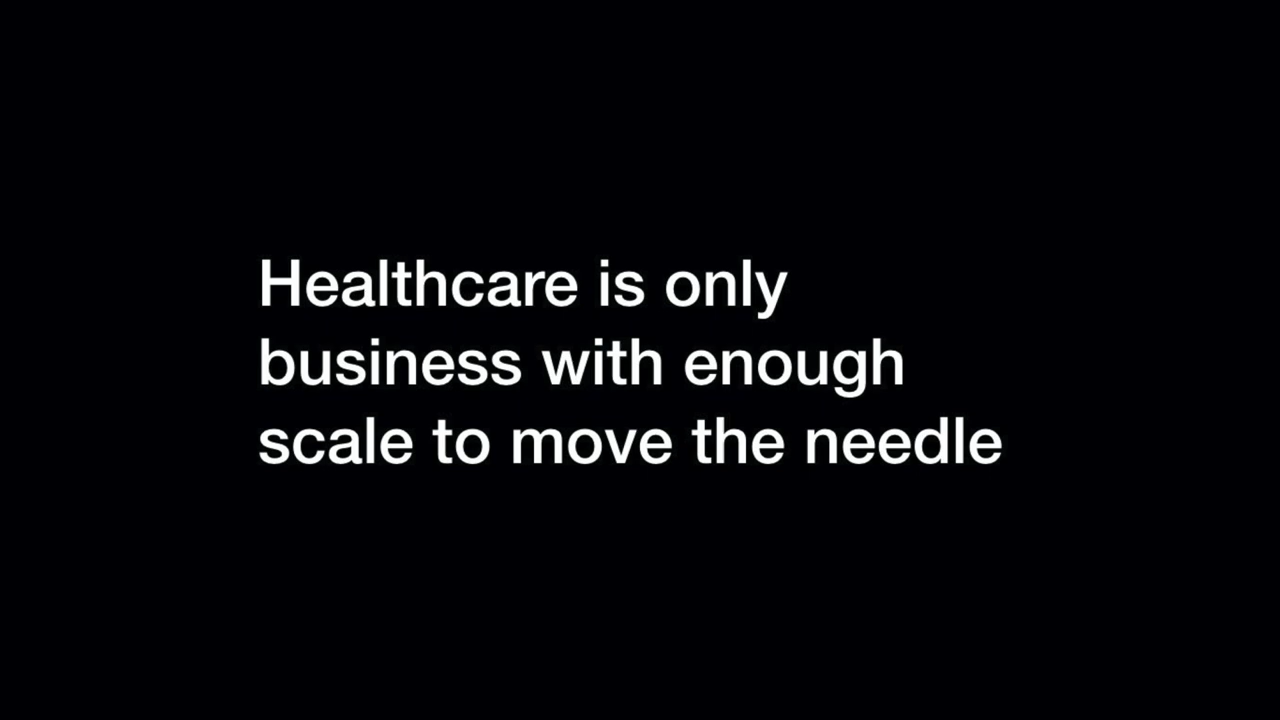 Healthcare is only
business with enough
scale to move the needle